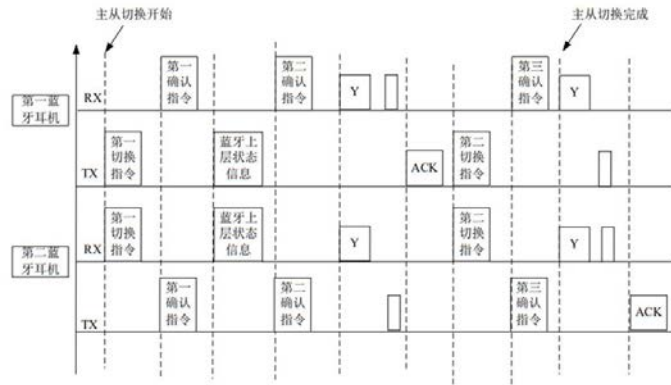 主从切换开始
主从切换完成
第一蓝
牙耳机
RX
第一
确认
指令
第二
确认
指令
Y
第三
确认
指令
Y
TX
第一
切换
指令
蓝牙上
层状态
信息
ACK
第二
切换
指令
第二蓝
牙耳机
RX
第一
切换
指令
蓝牙上
层状态
信息
Y
第二
切换
指令
Y
TX
第一
确认
指令
第二
确认
指令
第三
确认
指令
ACK